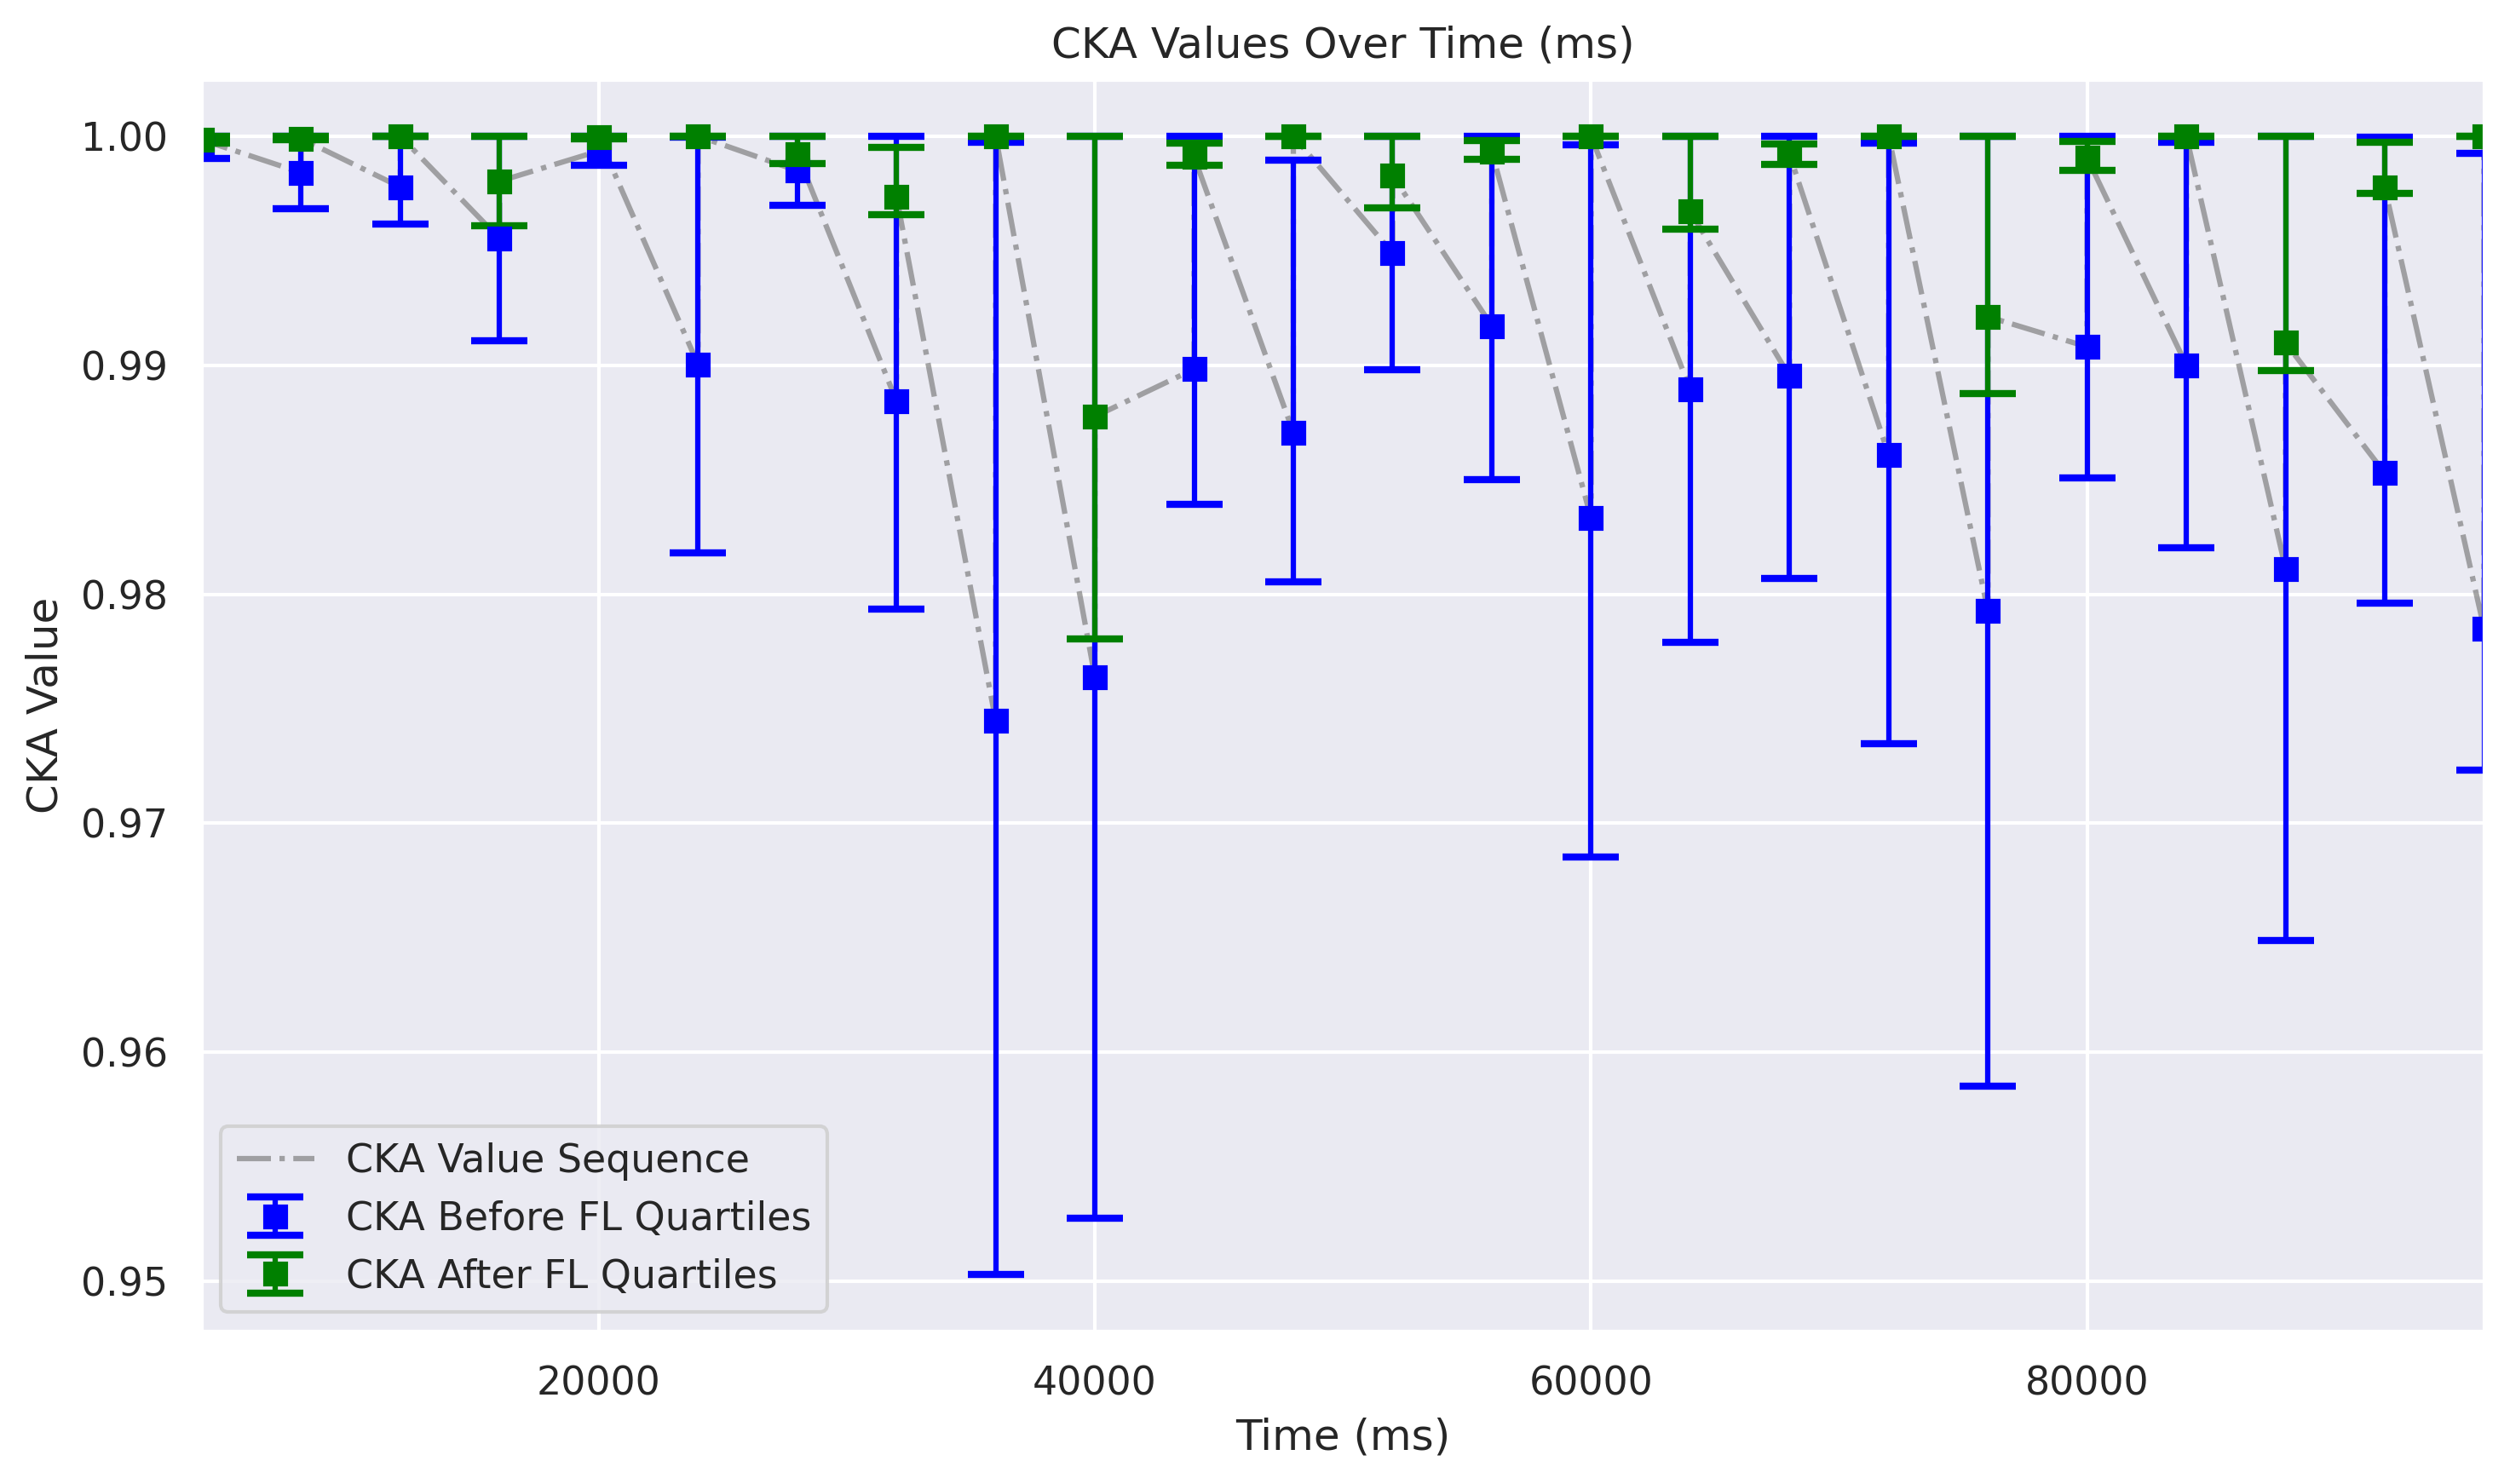 CKA Values Over Time (ms)
1.00
0.99
0.98
0.97
0.96
0.95
CKA Value
CKA Value Sequence
CKA Before FL Quartiles
CKA After FL Quartiles
20000
40000
60000
80000
Time (ms)